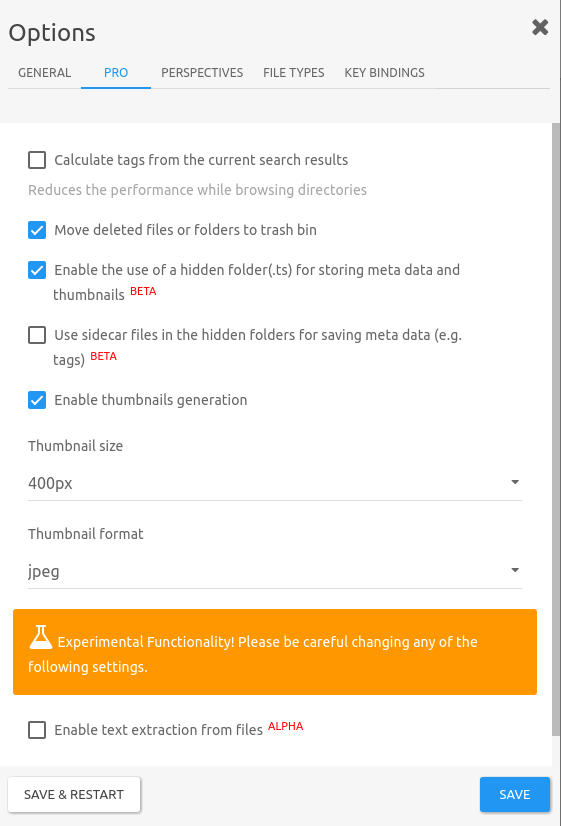 Options
GENERAL PRO PERSPECTIVES FILE TYPES KEY BINDINGS
Calculate tags from the current search results
Reduces the performance while browsing directories
Move deleted files or folders to trash bin
Enable the use of a hidden folder(.ts) for storing meta data and
thumbnails BETA
Use sidecar files in the hidden folders for saving meta data (e.g.
tags) BETA
Enable thumbnails generation
Thumbnail size
400px
Thumbnail format
jpeg
Experimental Functionality! Please be careful changing any of the
following settings.
Enable text extraction from files ALPHA
SAVE & RESTART SAVE